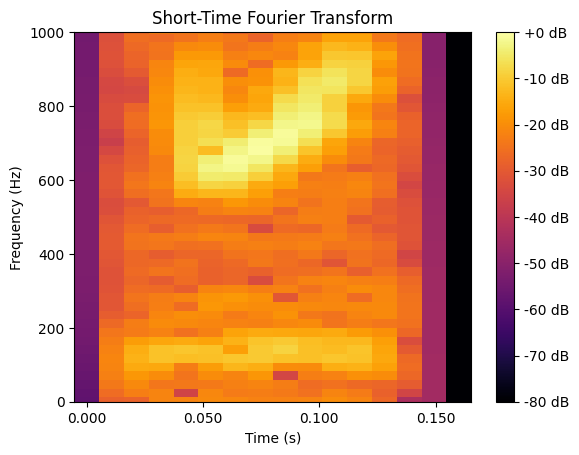 Short-Time Fourier Transform
1000
800
600
400
200
0
Frequency (Hz)
0.000
0.050
0.100
0.150
Time (s)
+0 dB
-10 dB
-20 dB
-30 dB
-40 dB
-50 dB
-60 dB
-70 dB
-80 dB